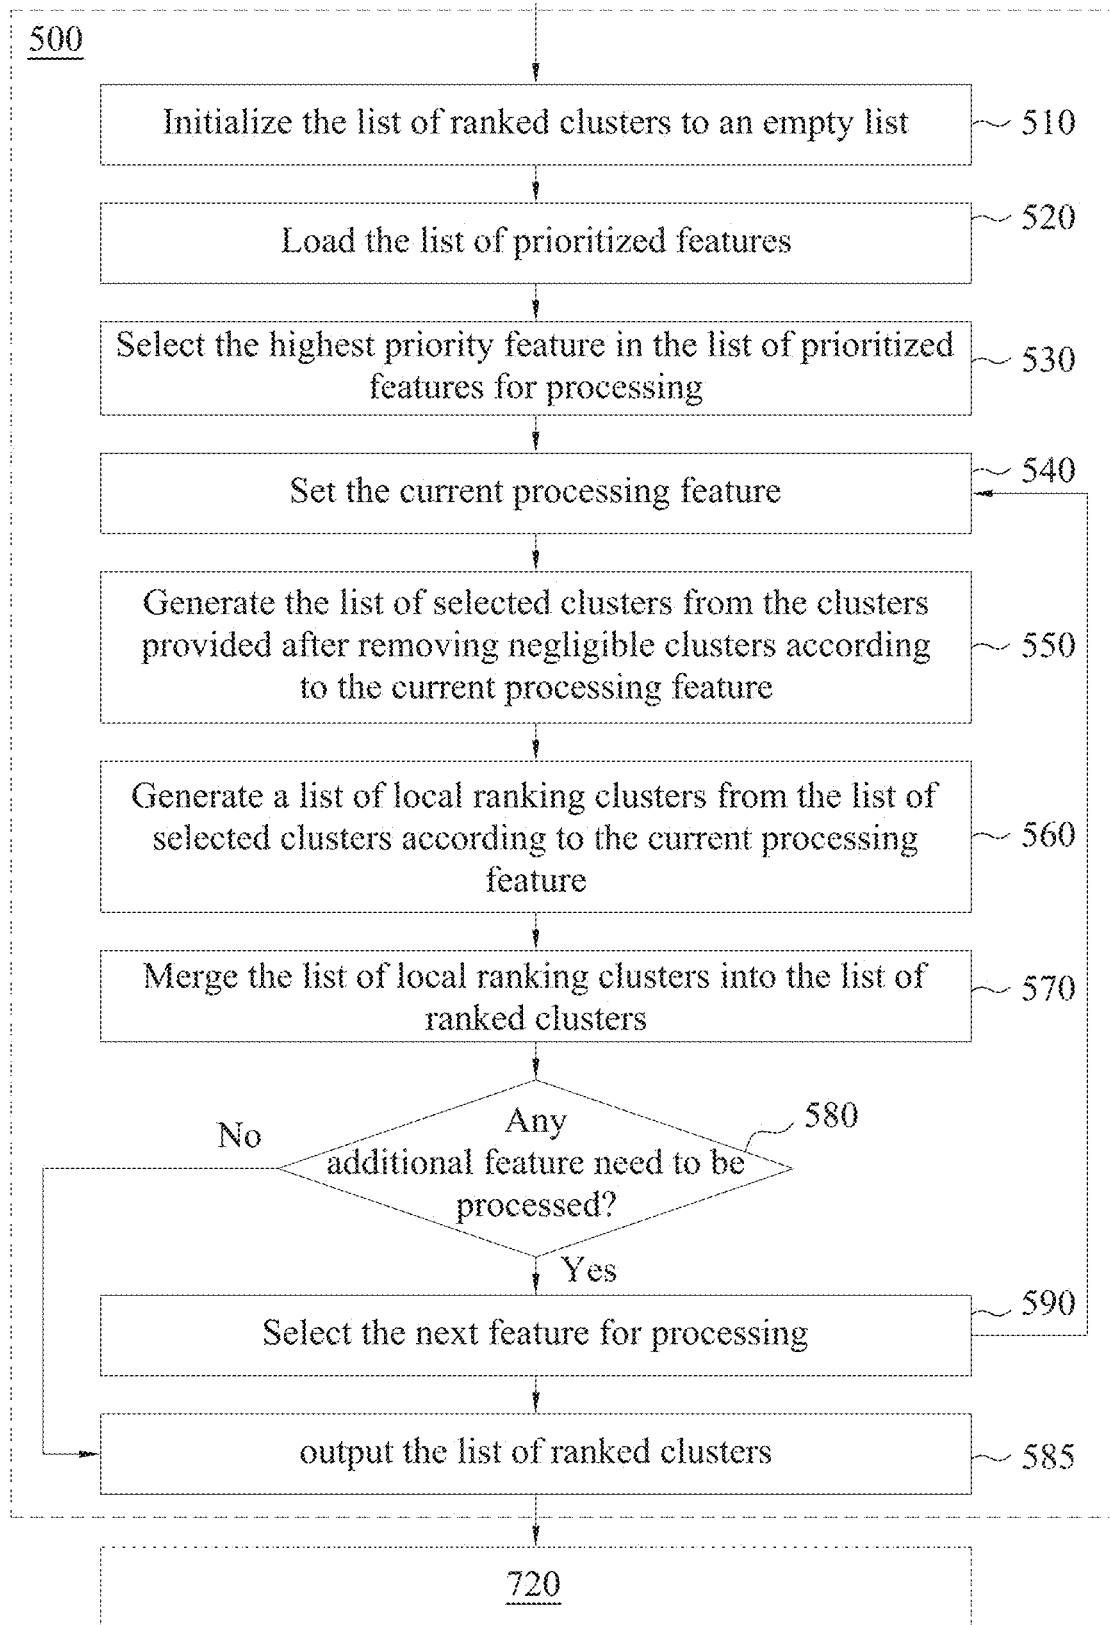 500
Initialize the list of ranked clusters to an empty list
510
Load the list of prioritized features
520
Select the highest priority feature in the list of prioritized
features for processing
530
Set the current processing feature
540
Generate the list of selected clusters from the clusters
provided after removing negligible clusters according
to the current processing feature
550
Generate a list of local ranking clusters from the list of
selected clusters according to the current processing
feature
560
Merge the list of local ranking clusters into the list of
ranked clusters
570
Any
additional feature need to be
processed?
580
No
Yes
Select the next feature for processing
590
output the list of ranked clusters
585
720